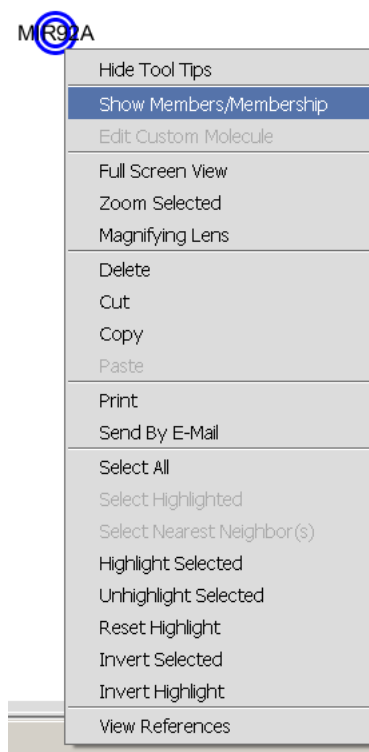 MIR92A
Hide Tool Tips
Show Members/Membership
Edit Custom Molecule
Full Screen View
Zoom Selected
Magnifying Lens
Delete
Cut
Copy
Paste
Print
Send By E-Mail
Select All
Select Highlighted
Select Nearest Neighbor(s)
Highlight Selected
Unhighlight Selected
Reset Highlight
Invert Selected
Invert Highlight
View References